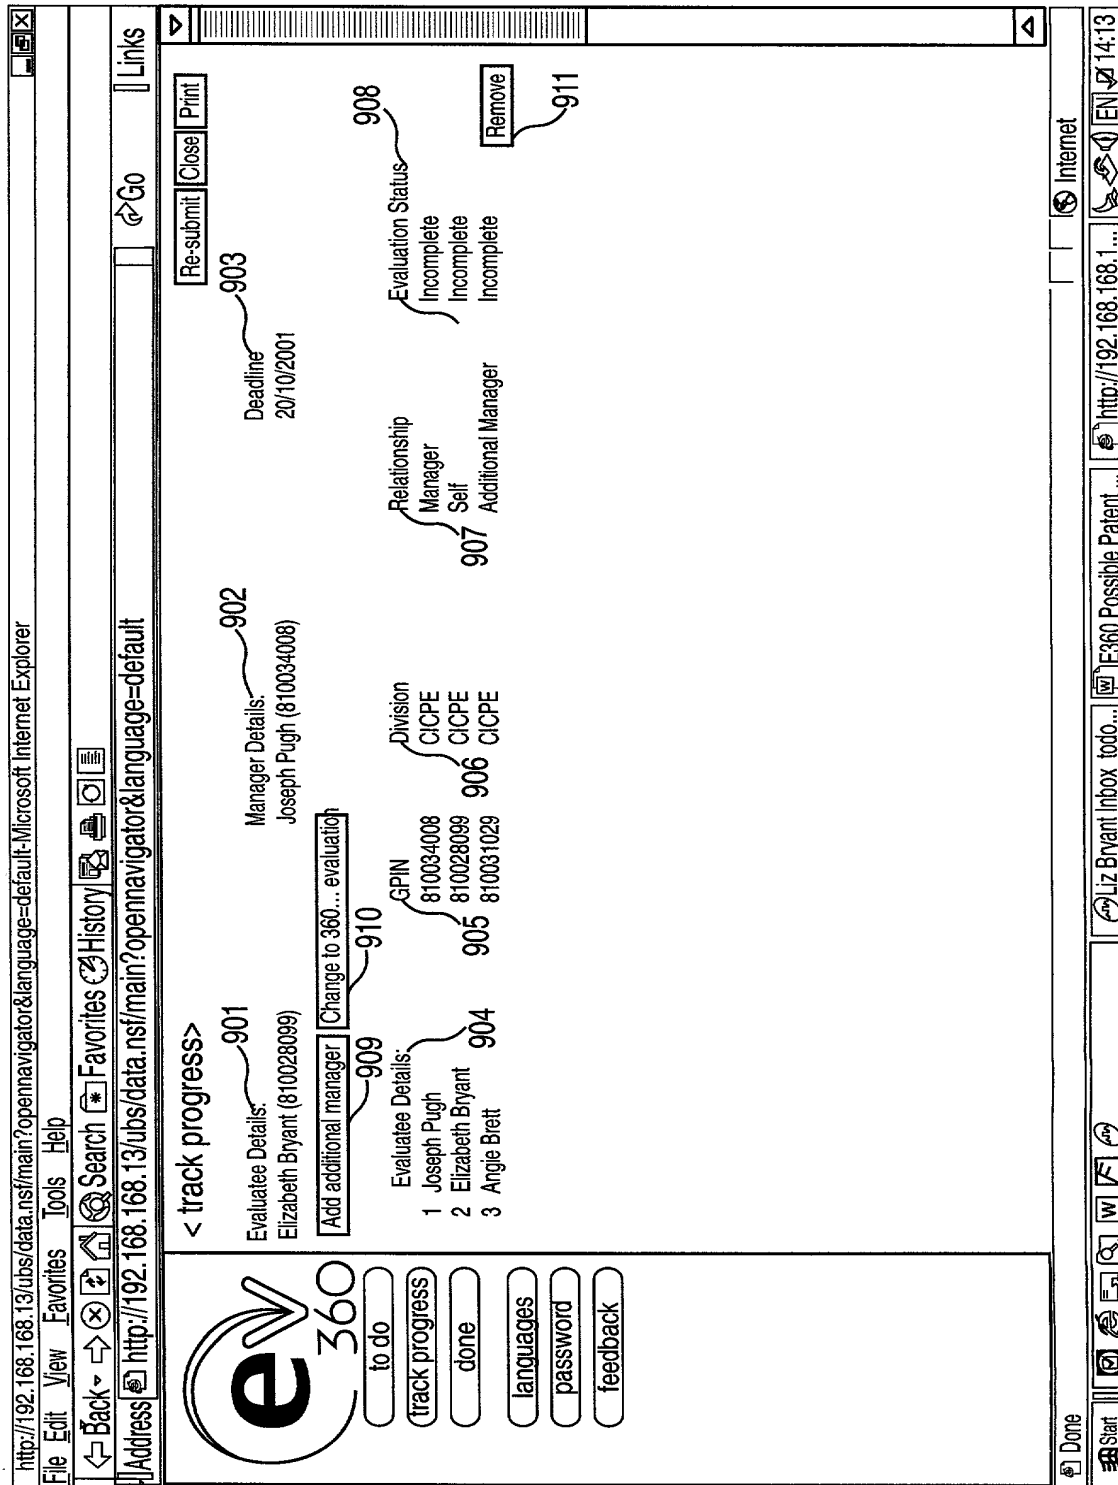 http://192.168.168.13/ubs/data.nsf/main?opennavigator&language=default-Microsoft Internet Explorer
File Edit View Favorites Tools Help
Back Search Favorites History
Address http://192.168.168.13/ubs/data.nsf/main?opennavigator&language=default Go Links
ev
360
to do
track progress
done
languages
password
feedback
< track progress>
Re-submit Close Print
901 902 903
Evaluatee Details: Manager Details: Deadline
Elizabeth Bryant (810028099) Joseph Pugh (810034008) 20/10/2001
Add additional manager Change to 360... evaluation
909 910
908
Evaluatee Details: GPIN Division Relationship Evaluation Status
1 Joseph Pugh 810034008 CICPE Manager Incomplete
2 Elizabeth Bryant 810028099 CICPE Self Incomplete
3 Angie Brett 810031029 CICPE Additional Manager Incomplete Remove
904 905 906 907 911
Done Internet
Start Liz Bryant Inbox todo... E360 Possible Patent ... http://192.168.168.1... EN 14:13